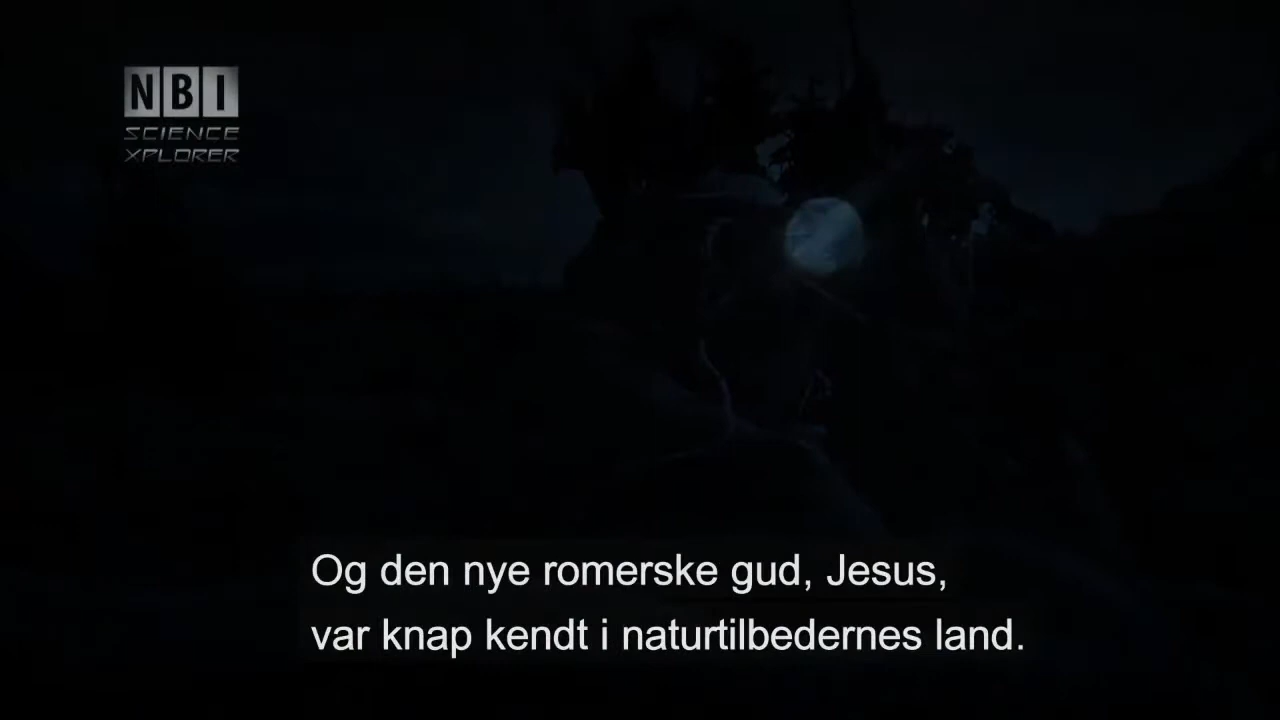 NBI
SCIENCE
XPLORER
Og den nye romerske gud, Jesus,
var knap kendt i naturtilbedernes land.